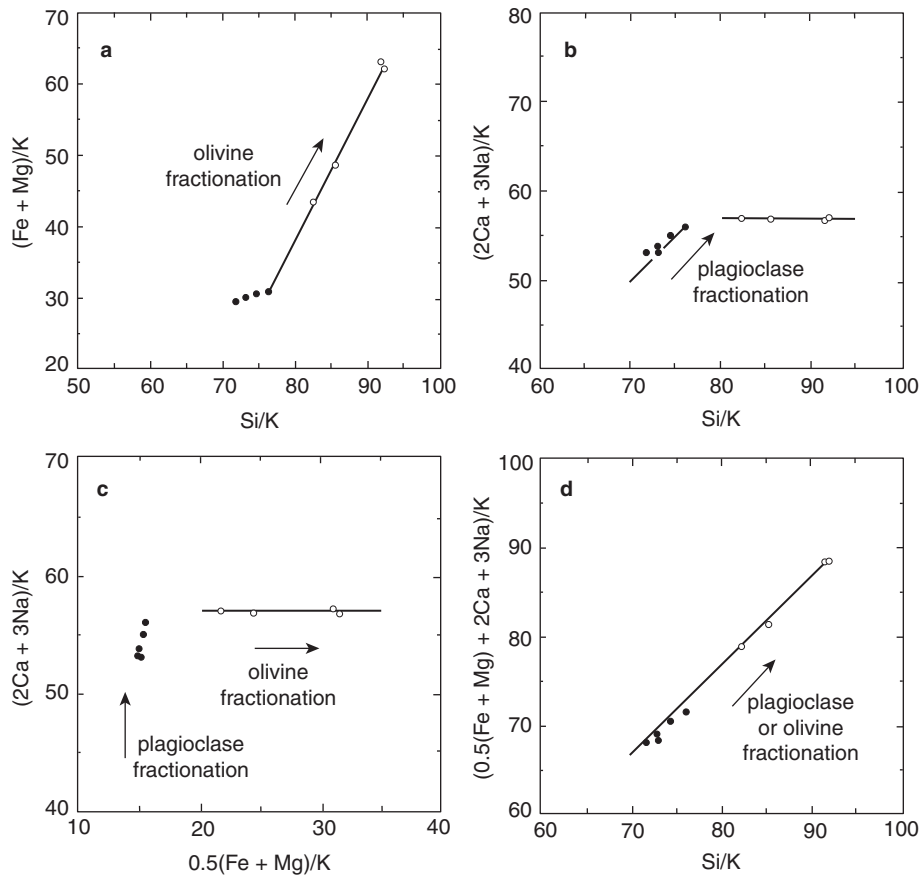 a
70
60
50
40
30
20
(Fe + Mg)/K
olivine
fractionation
50
60
70
80
90
100
Si/K
b
80
70
60
50
40
(2Ca + 3Na)/K
plagioclase
fractionation
60
70
80
90
100
Si/K
c
70
60
50
40
(2Ca + 3Na)/K
olivine
fractionation
plagioclase
fractionation
10
20
30
40
0.5(Fe + Mg)/K
d
100
90
80
70
60
(0.5(Fe + Mg) + 2Ca + 3Na)/K
plagioclase
or olivine
fractionation
60
70
80
90
100
Si/K